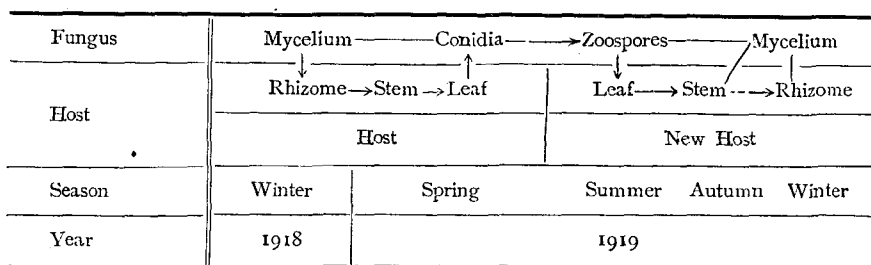 Fungus Mycelium Conidia Zoospores Mycelium
Rhizome Stem Leaf Leaf Stem Rhizome
Host
Host New Host
Season Winter Spring Summer Autumn Winter
Year 1918 1919